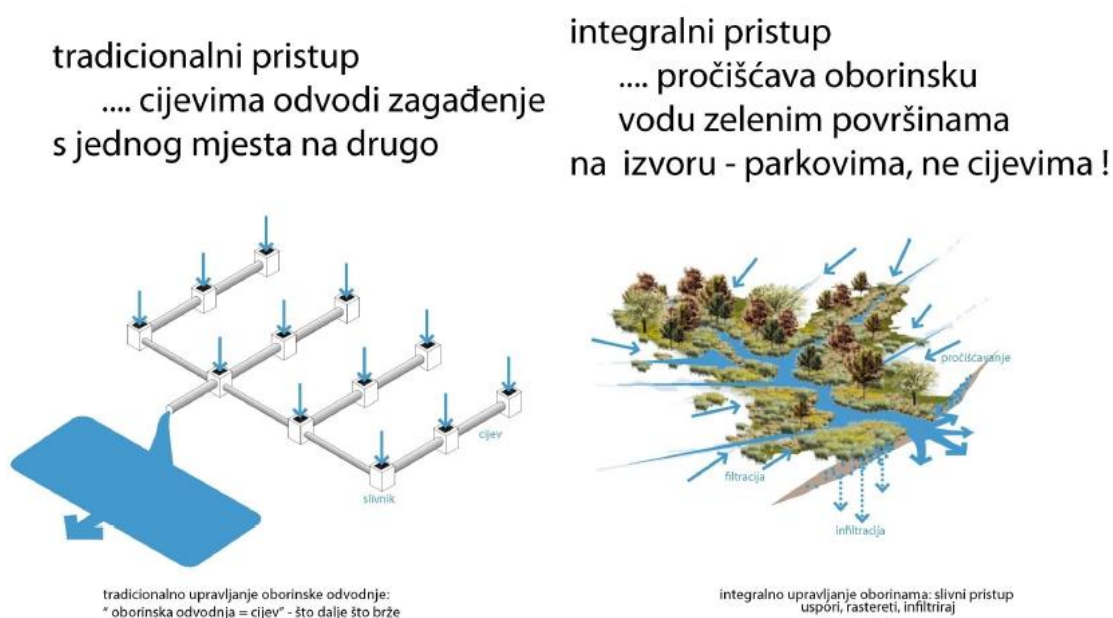 tradicionalni pristup
.... cijevima odvodi zagađenje
s jednog mjesta na drugo
cijev
slivnik
tradicionalno upravljanje oborinske odvodnje:
“ oborinska odvodnja = cijev” - što dalje što brže
integralni pristup
.... pročišćava oborinsku
vodu zelenim površinama
na izvoru - parkovima, ne cijevima !
pročišćavanje
filtracija
infiltracija
integralno upravljanje oborinama: slivni pristup
uspori, rastereti, infiltriraj